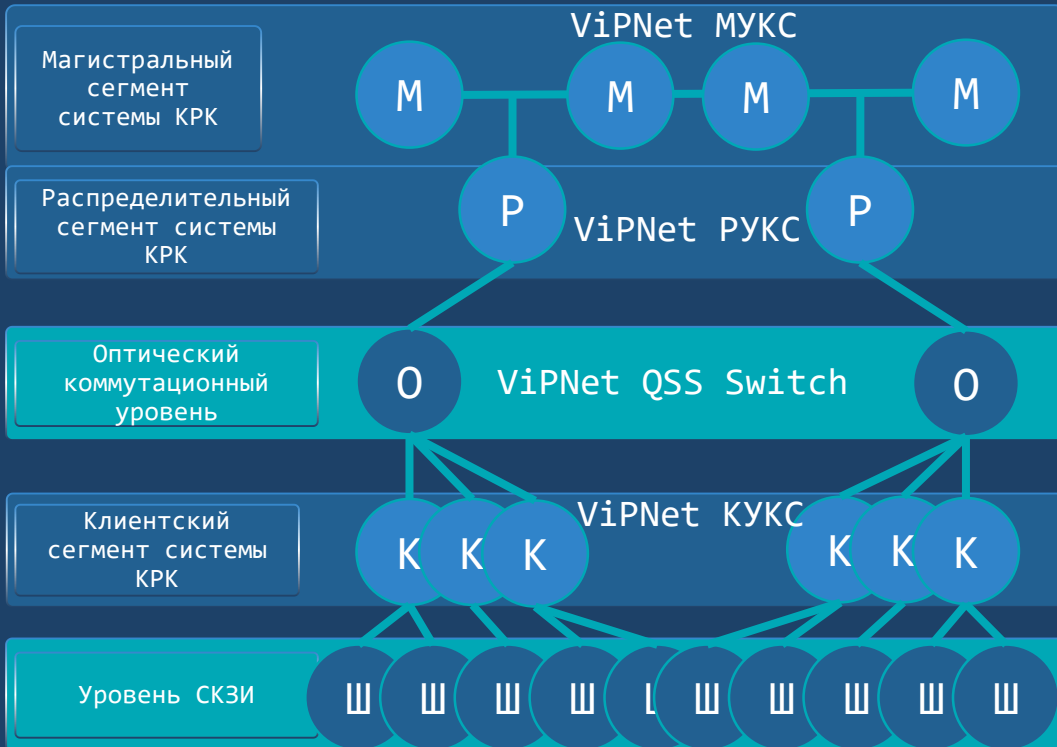 ViPNet МУКС
Магистральный
сегмент
системы КРК
М М М М
Распределительный
сегмент системы
КРК
Р Р
ViPNet РУКС
Оптический
коммутационный
уровень
О ViPNet QSS Switch О
ViPNet КУКС
Клиентский
сегмент системы
КРК
К К К К К К
Уровень СКЗИ
Ш Ш Ш Ш Ш Ш Ш Ш Ш